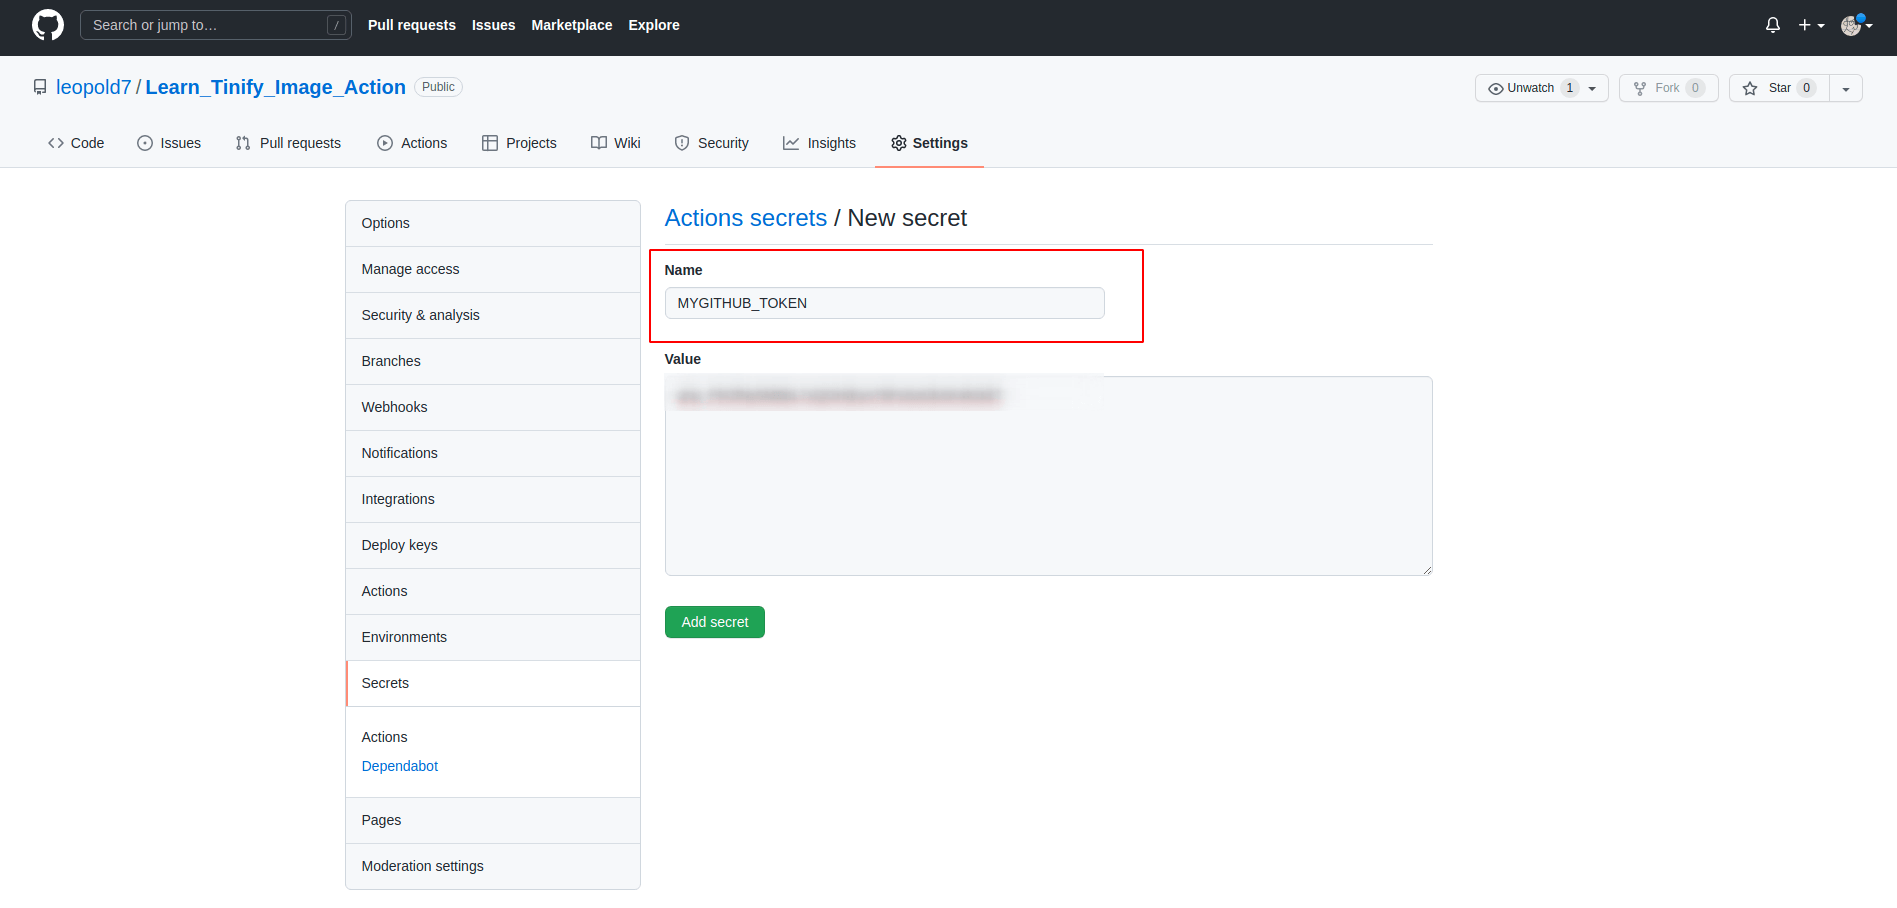 Search or jump to… /
Pull requests Issues Marketplace Explore
leopold7 / Learn_Tinify_Image_Action Public
Unwatch 1 Fork 0 Star 0
Code Issues Pull requests Actions Projects Wiki Security Insights Settings
Options
Manage access
Security & analysis
Branches
Webhooks
Notifications
Integrations
Deploy keys
Actions
Environments
Secrets
Actions
Dependabot
Pages
Moderation settings
Actions secrets / New secret
Name
MYGITHUB_TOKEN
Value
Add secret